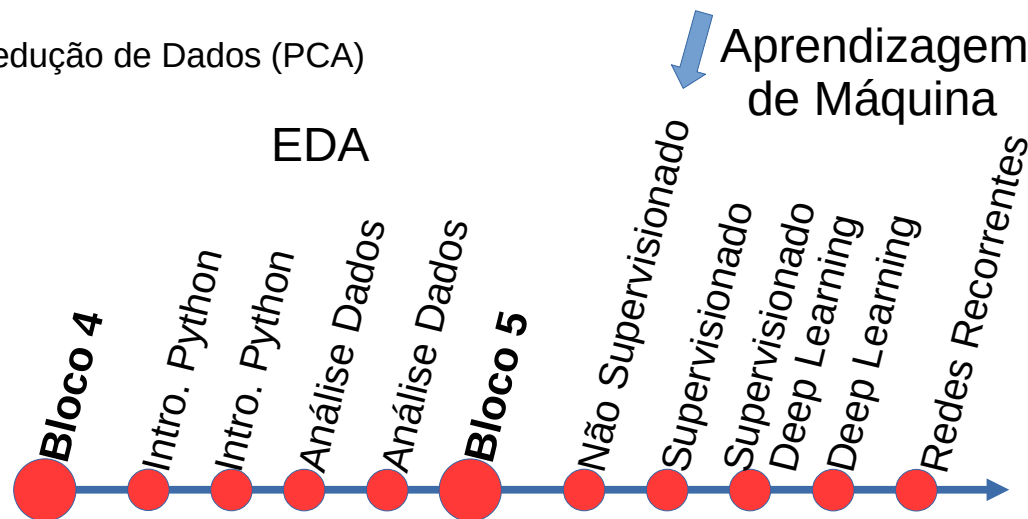 edução de Dados (PCA)
Aprendizagem
de Máquina
EDA
Bloco 4
Intro. Python
Intro. Python
Análise Dados
Análise Dados
Bloco 5
Não Supervisionado
Supervisionado
Supervisionado
Deep Learning
Deep Learning
Redes Recorrentes